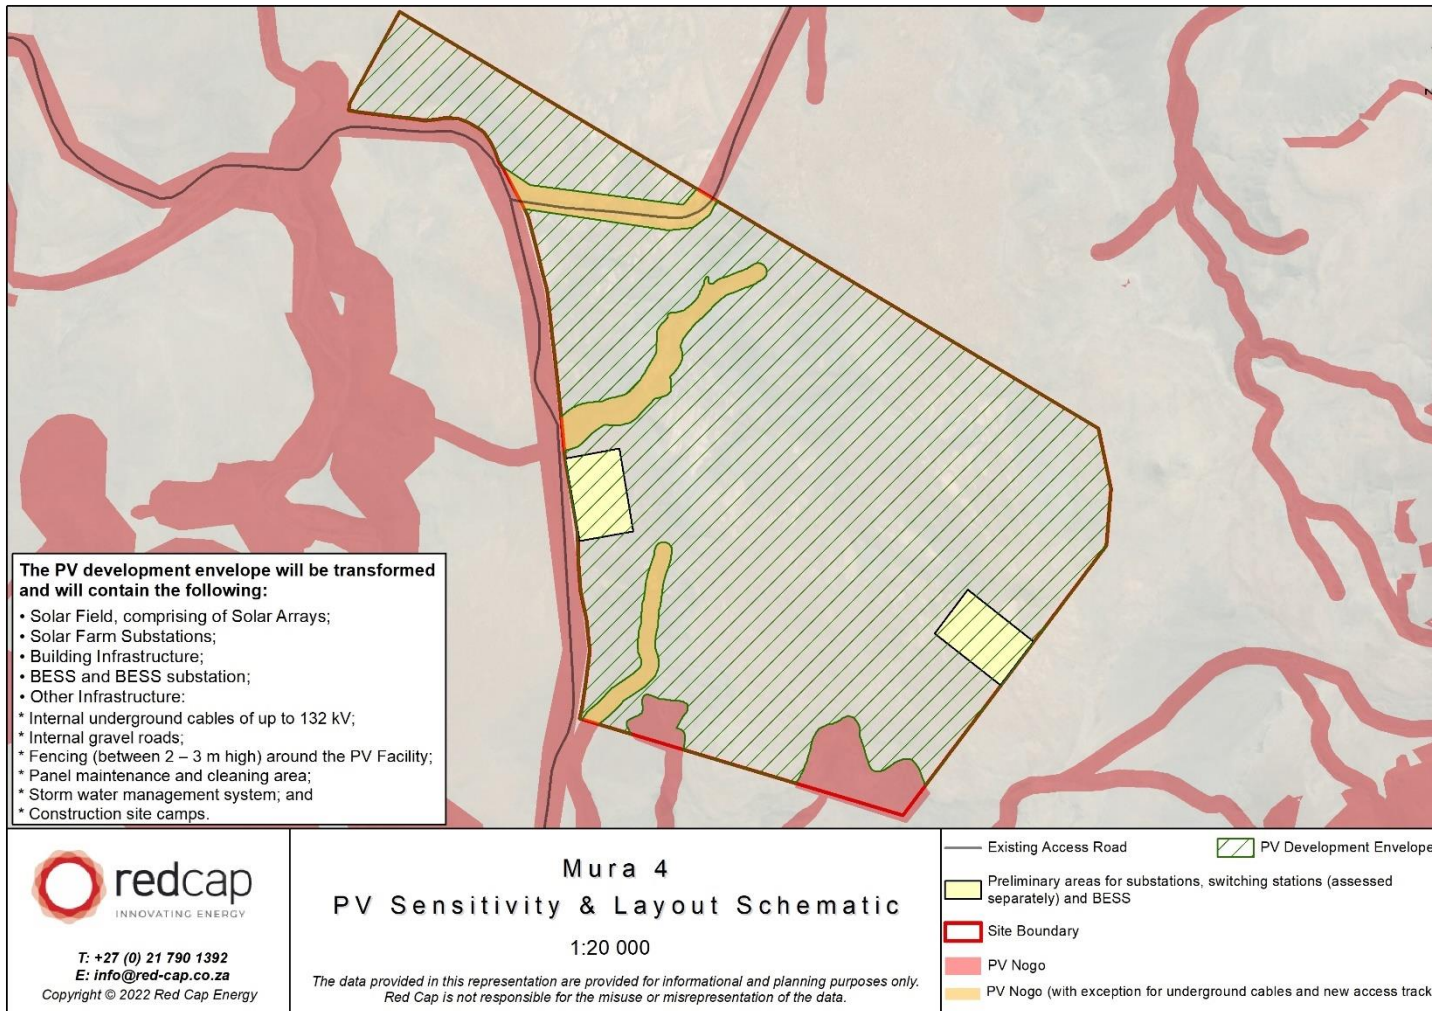 The PV development envelope will be transformed
and will contain the following:
• Solar Field, comprising of Solar Arrays;
• Solar Farm Substations;
• Building Infrastructure;
• BESS and BESS substation;
• Other Infrastructure:
* Internal underground cables of up to 132 kV;
* Internal gravel roads;
* Fencing (between 2 – 3 m high) around the PV Facility;
* Panel maintenance and cleaning area;
* Storm water management system; and
* Construction site camps.
redcap
INNOVATING ENERGY
T: +27 (0) 21 790 1392
E: info@red-cap.co.za
Copyright © 2022 Red Cap Energy
Mura 4
PV Sensitivity & Layout Schematic
1:20 000
The data provided in this representation are provided for informational and planning purposes only.
Red Cap is not responsible for the misuse or misrepresentation of the data.
Existing Access Road
PV Development Envelope
Preliminary areas for substations, switching stations (assessed
separately) and BESS
Site Boundary
PV Nogo
PV Nogo (with exception for underground cables and new access track